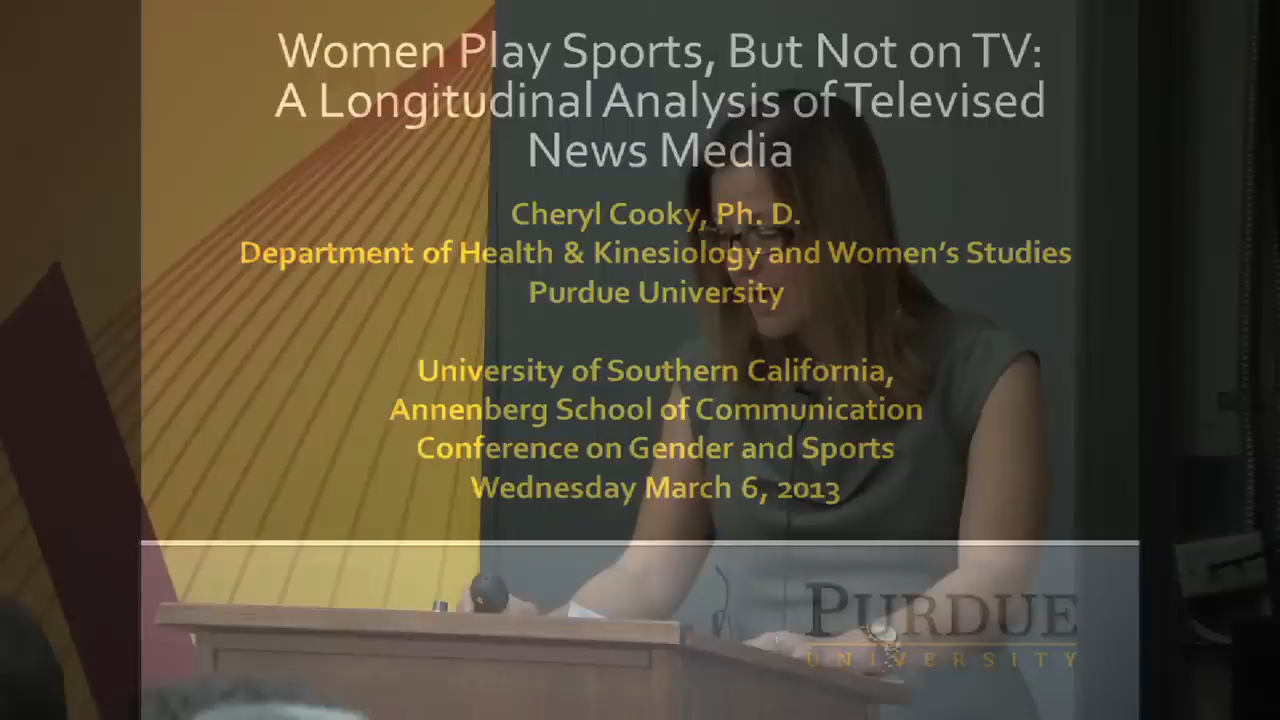 Women Play Sports, But Not on TV:
A Longitudinal Analysis of Televised
News Media
Cheryl Cooky, Ph. D.
Department of Health & Kinesiology and Women's Studies
Purdue University
University of Southern California,
Annenberg School of Communication
Conference on Gender and Sports
Wednesday March 6, 2013
PURDUE
UNIVERSITY